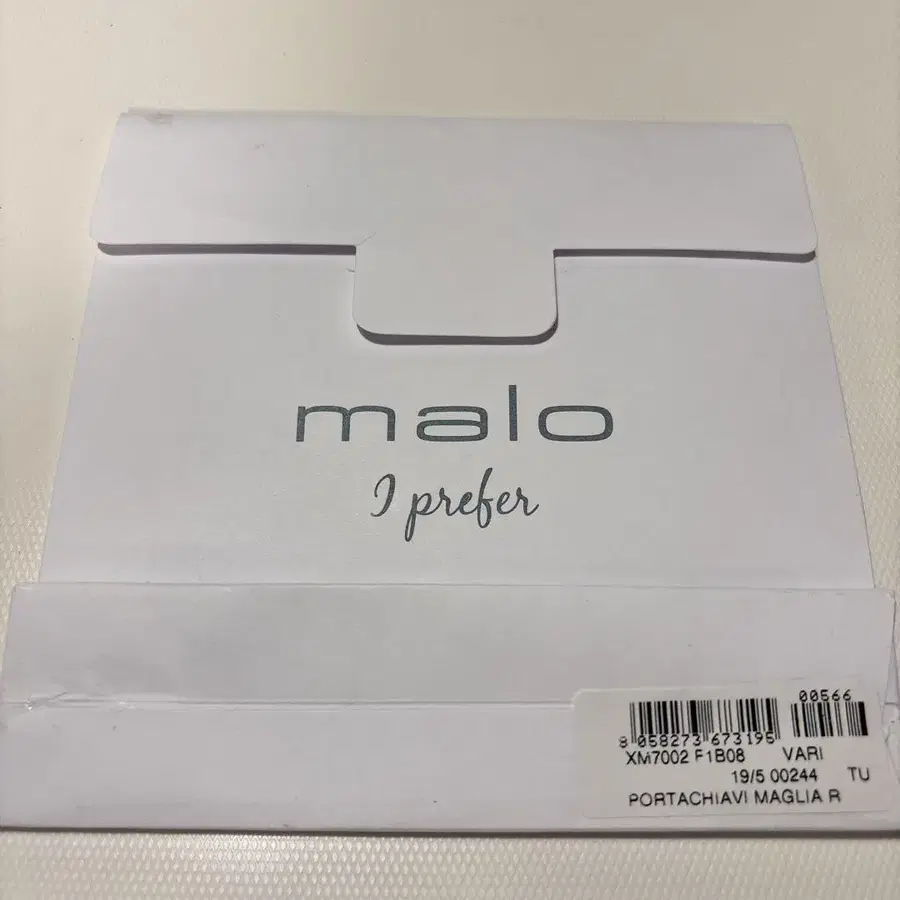 malo
I prefer
00566
8 058273 673195
XM7002 F1B08 VARI
19/5 00244 TU
PORTACHIAVI MAGLIA R